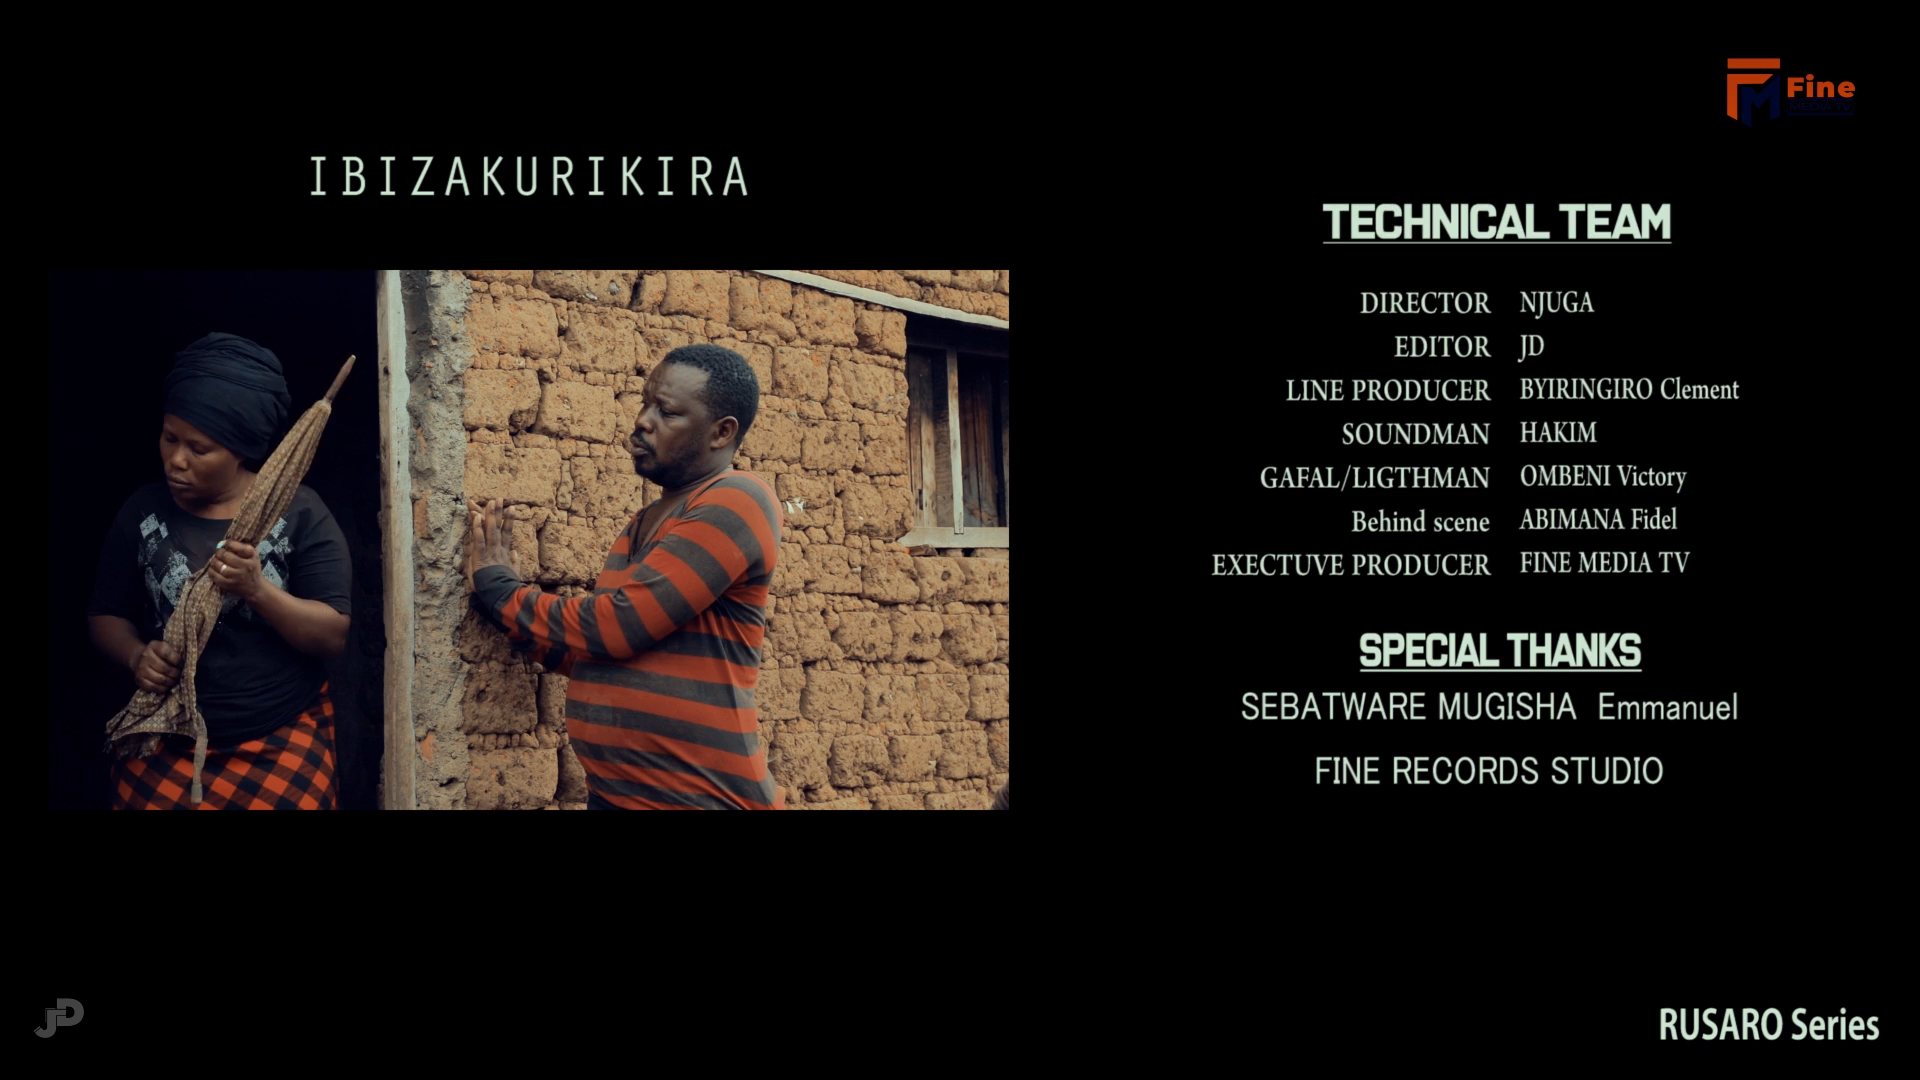 Fine
IBIZAKURIKIRA
TECHNICAL TEAM
DIRECTOR NJUGA
EDITOR JD
LINE PRODUCER BYIRINGIRO Clement
SOUNDMAN HAKIM
GAFAL/LIGTHMAN OMBENI Victory
Behind scene ABIMANA Fidel
EXECTUVE PRODUCER FINE MEDIA TV
SPECIAL THANKS
SEBATWARE MUGISHA Emmanuel
FINE RECORDS STUDIO
JD
RUSARO Series